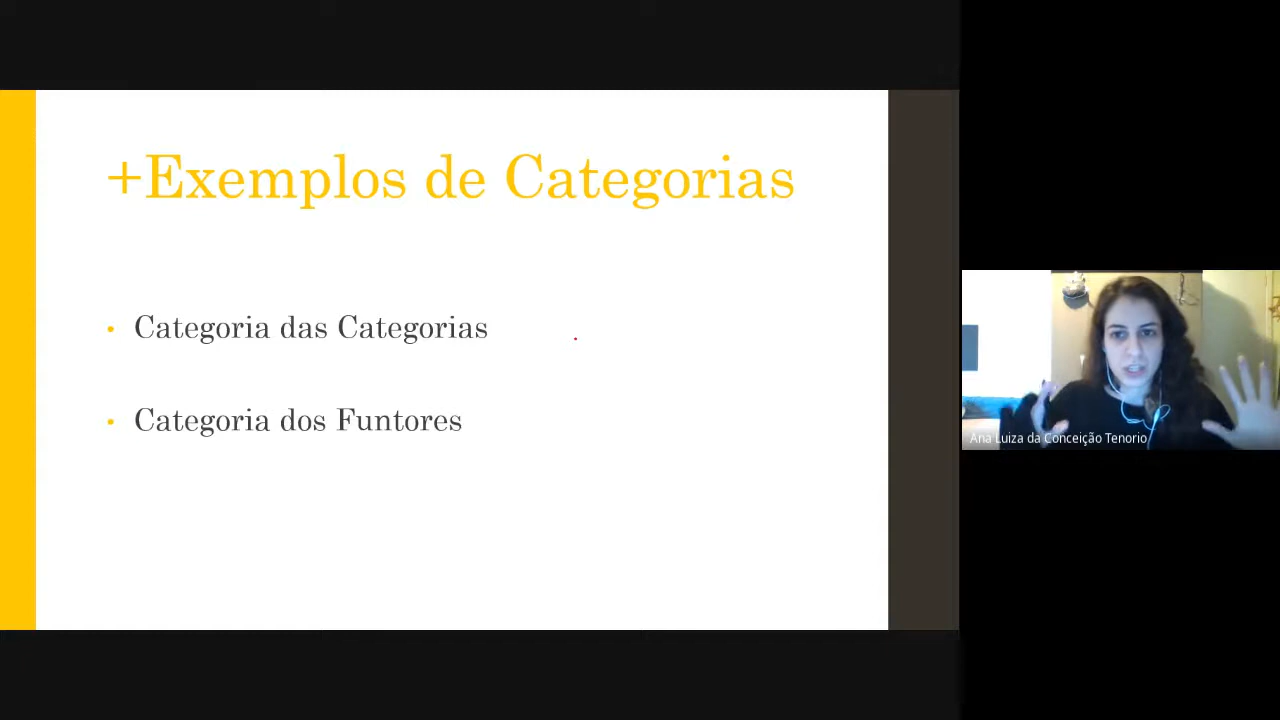 +Exemplos de Categorias
• Categoria das Categorias
• Categoria dos Funtores
Ana Luiza da Conceição Tenorio